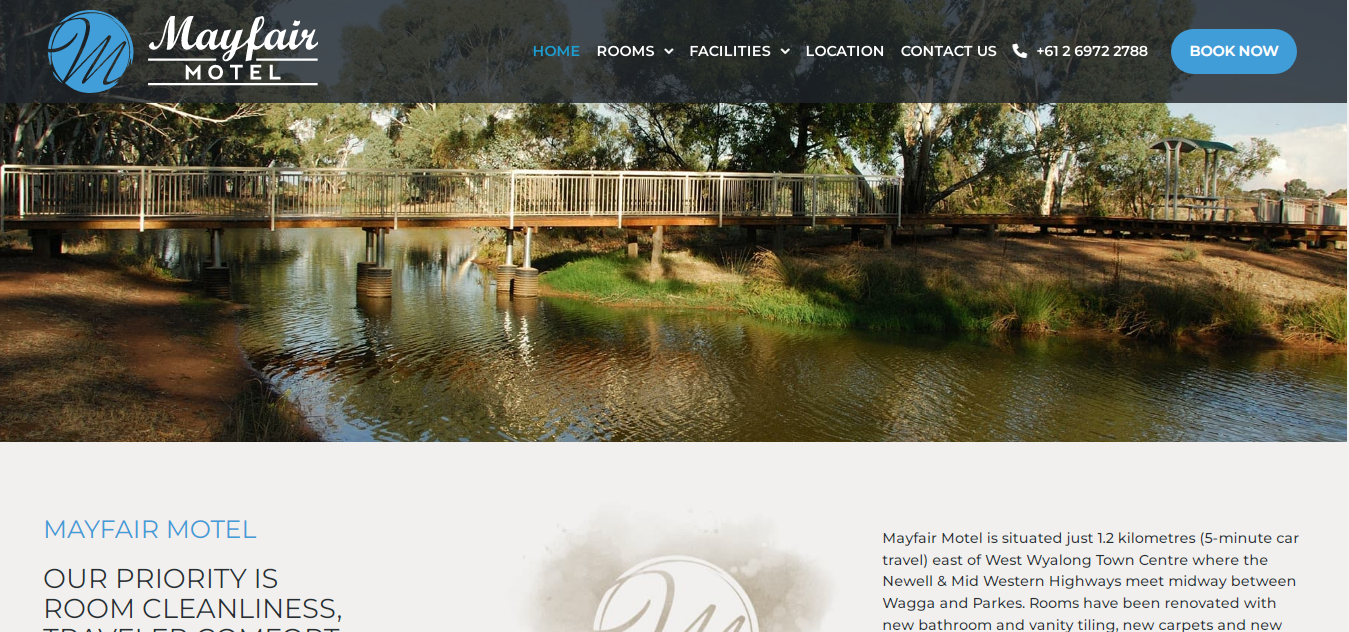 Mayfair
MOTEL
HOME ROOMS FACILITIES LOCATION CONTACT US +61 2 6972 2788 BOOK NOW
MAYFAIR MOTEL
OUR PRIORITY IS
ROOM CLEANLINESS,
TRAVELER COMFORT
Mayfair Motel is situated just 1.2 kilometres (5-minute car
travel) east of West Wyalong Town Centre where the
Newell & Mid Western Highways meet midway between
Wagga and Parkes. Rooms have been renovated with
new bathroom and vanity tiling, new carpets and new